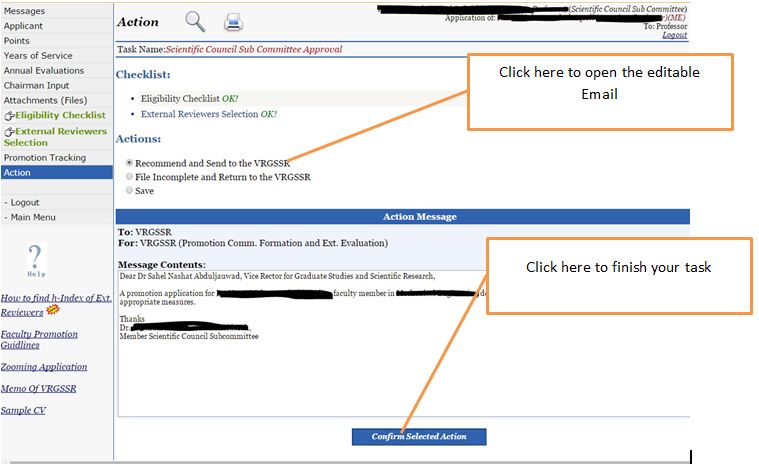 Messages
Applicant
Points
Years of Service
Annual Evaluations
Chairman Input
Attachments (Files)
Eligibility Checklist
External Reviewers
Selection
Promotion Tracking
Action
- Logout
- Main Menu
?
Help
How to find h-Index of Ext.
Reviewers
Faculty Promotion
Guidlines
Zooming Application
Memo Of VRGSSR
Sample CV
Action
(Scientific Council Sub Committee)
Application of: (ME)
To: Professor
Logout
Task Name:Scientific Council Sub Committee Approval
Checklist:
• Eligibility Checklist OK!
• External Reviewers Selection OK!
Actions:
Recommend and Send to the VRGSSR
File Incomplete and Return to the VRGSSR
Save
Click here to open the editable
Email
Action Message
To: VRGSSR
For: VRGSSR (Promotion Comm. Formation and Ext. Evaluation)
Message Contents:
Dear Dr Sahel Nashat Abduljauwad, Vice Rector for Graduate Studies and Scientific Research,
A promotion application for faculty member in
appropriate measures.
Thanks
Dr.
Member Scientific Council Subcommittee
Click here to finish your task
Confirm Selected Action